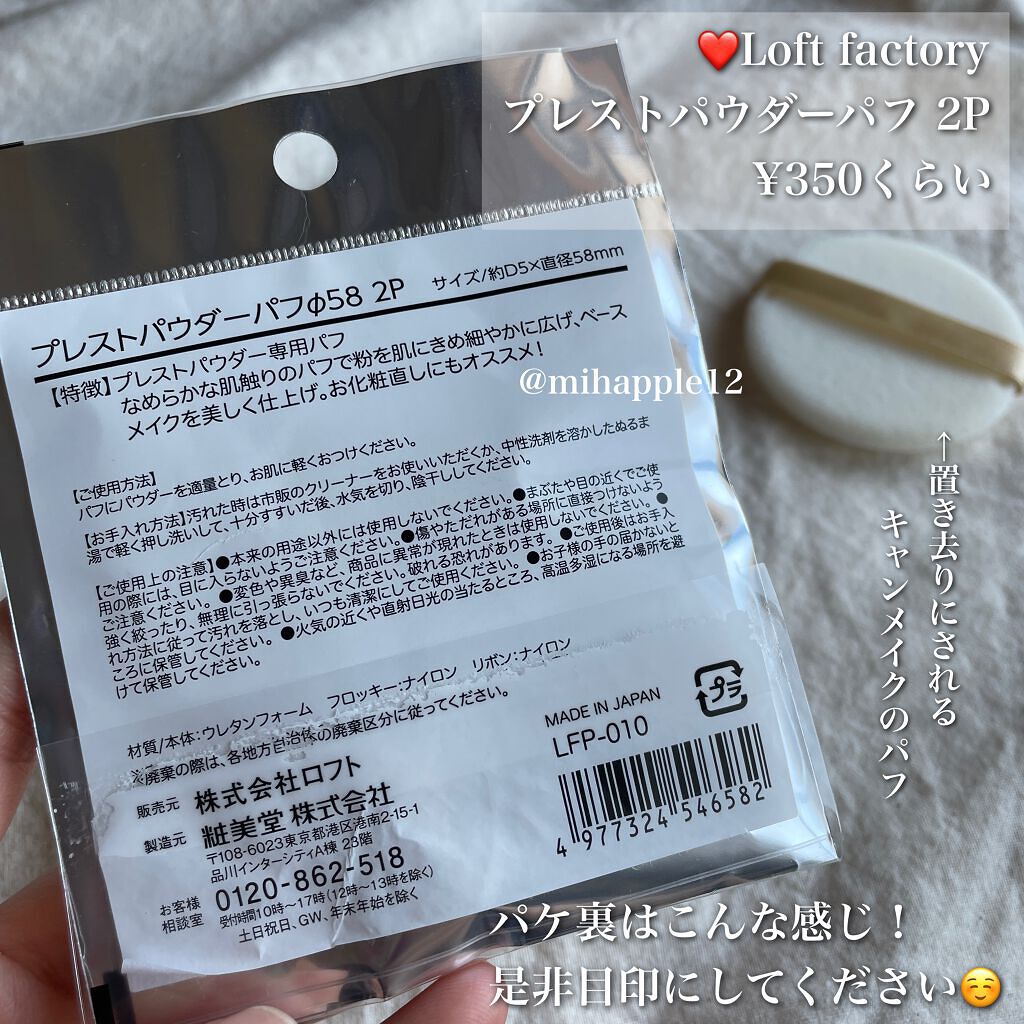 ❤️Loft factory
プレストパウダーパフ 2P
¥350くらい
プレストパウダーパフφ58 2P サイズ/約D5×直径58mm
【特徴】プレストパウダー専用パフ
なめらかな肌触りのパフで粉を肌にきめ細やかに広げ、ベース
メイクを美しく仕上げ。お化粧直しにもオススメ!
@mihapple12
【ご使用方法】
パフにパウダーを適量とり、お肌に軽くおつけください。
【お手入れ方法】汚れた時は市販のクリーナーをお使いいただくか、中性洗剤を溶かしたぬるま
湯で軽く押し洗いして、十分すすいだ後、水気を切り、陰干ししてください。
【ご使用上の注意】●本来の用途以外には使用しないでください。●まぶたや目の近くでご使
用の際には、目に入らないようご注意ください。●傷やただれがある場所に直接つけないよう
ご注意ください。●変色や異臭など、商品に異常が現れたときは使用しないでください。●
強く絞ったり、無理に引っ張らないでください。破れる恐れがあります。●ご使用後はお手入
れ方法に従って汚れを落とし、いつも清潔にしてご使用ください。●お子様の手の届かないと
ころに保管してください。●火気の近くや直射日光の当たるところ、高温多湿になる場所を避
けて保管してください。
材質/本体:ウレタンフォーム フロッキー:ナイロン リボン:ナイロン
※廃棄の際は、各地方自治体の廃棄区分に従ってください。
販売元 株式会社ロフト
製造元 粧美堂 株式会社
〒108-6023東京都港区港南2-15-1
品川インターシティA棟 23階
お客様
相談室
0120-862-518
受付時間10時〜17時(12時〜13時を除く)
土日祝日、GW、年末年始を除く
MADE IN JAPAN
プラ
LFP-010
4 977324 546582
←置き去りにされる
キャンメイクのパフ
パケ裏はこんな感じ！
是非目印にしてください☺️